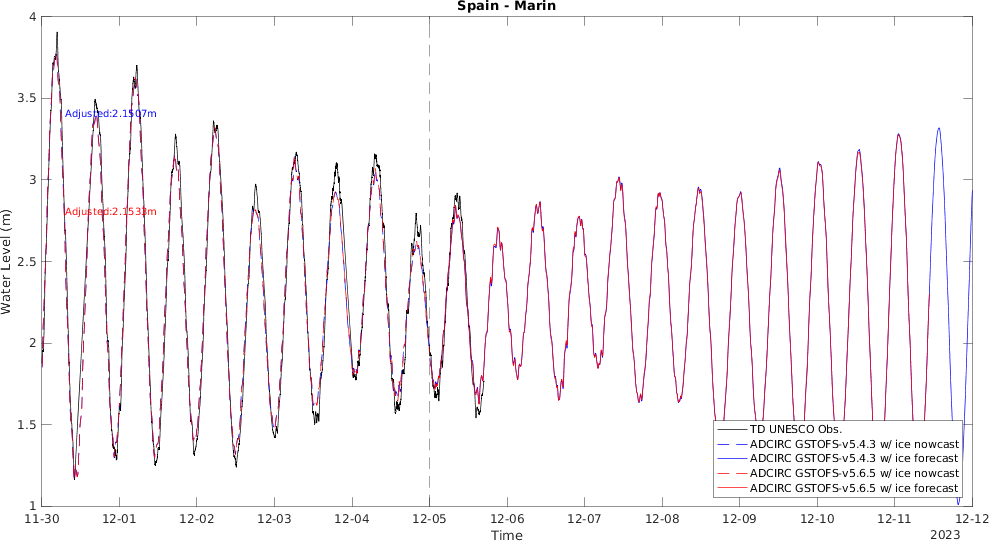 Spain - Marin
4
3.5
3
2.5
2
1.5
1
Water Level (m)
Adjusted:2.1507m
Adjusted:2.1533m
TD UNESCO Obs.
ADCIRC GSTOFS-v5.4.3 w/ ice nowcast
ADCIRC GSTOFS-v5.4.3 w/ ice forecast
ADCIRC GSTOFS-v5.6.5 w/ ice nowcast
ADCIRC GSTOFS-v5.6.5 w/ ice forecast
11-30 12-01 12-02 12-03 12-04 12-05 12-06 12-07 12-08 12-09 12-10 12-11 12-12
Time
2023